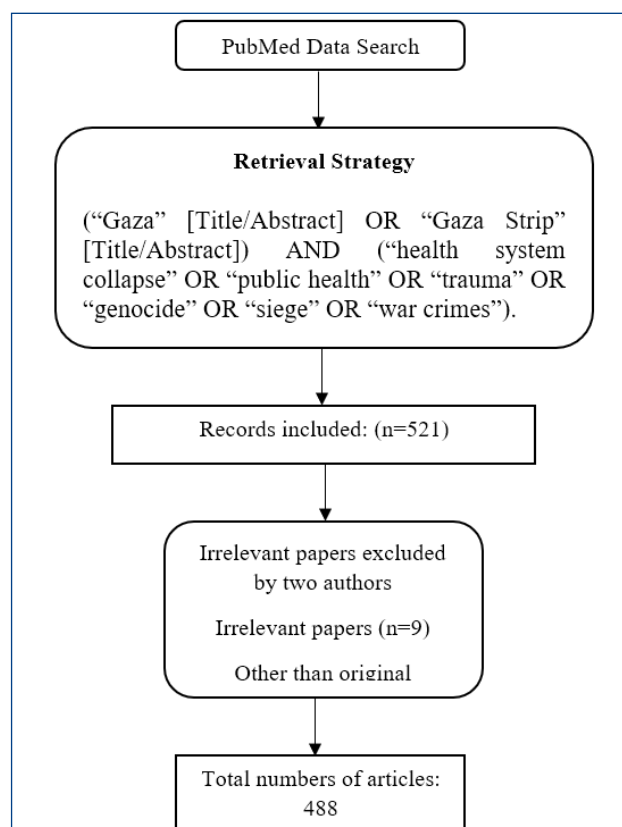 PubMed Data Search
Retrieval Strategy
(“Gaza” [Title/Abstract] OR “Gaza Strip”
[Title/Abstract]) AND (“health system
collapse” OR “public health” OR “trauma” OR
“genocide” OR “siege” OR “war crimes”).
Records included: (n=521)
Irrelevant papers excluded
by two authors
Irrelevant papers (n=9)
Other than original
Total numbers of articles:
488